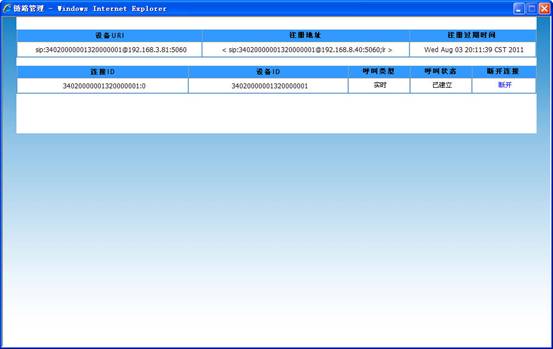 链路管理 - Windows Internet Explorer
设备URI 注册地址 注册过期时间
sip:34020000001320000001@192.168.3.81:5060 < sip:34020000001320000001@192.168.8.40:5060;lr > Wed Aug 03 20:11:39 CST 2011
连接ID 设备ID 呼叫类型 呼叫状态 断开连接
34020000001320000001:0 34020000001320000001 实时 已建立 断开